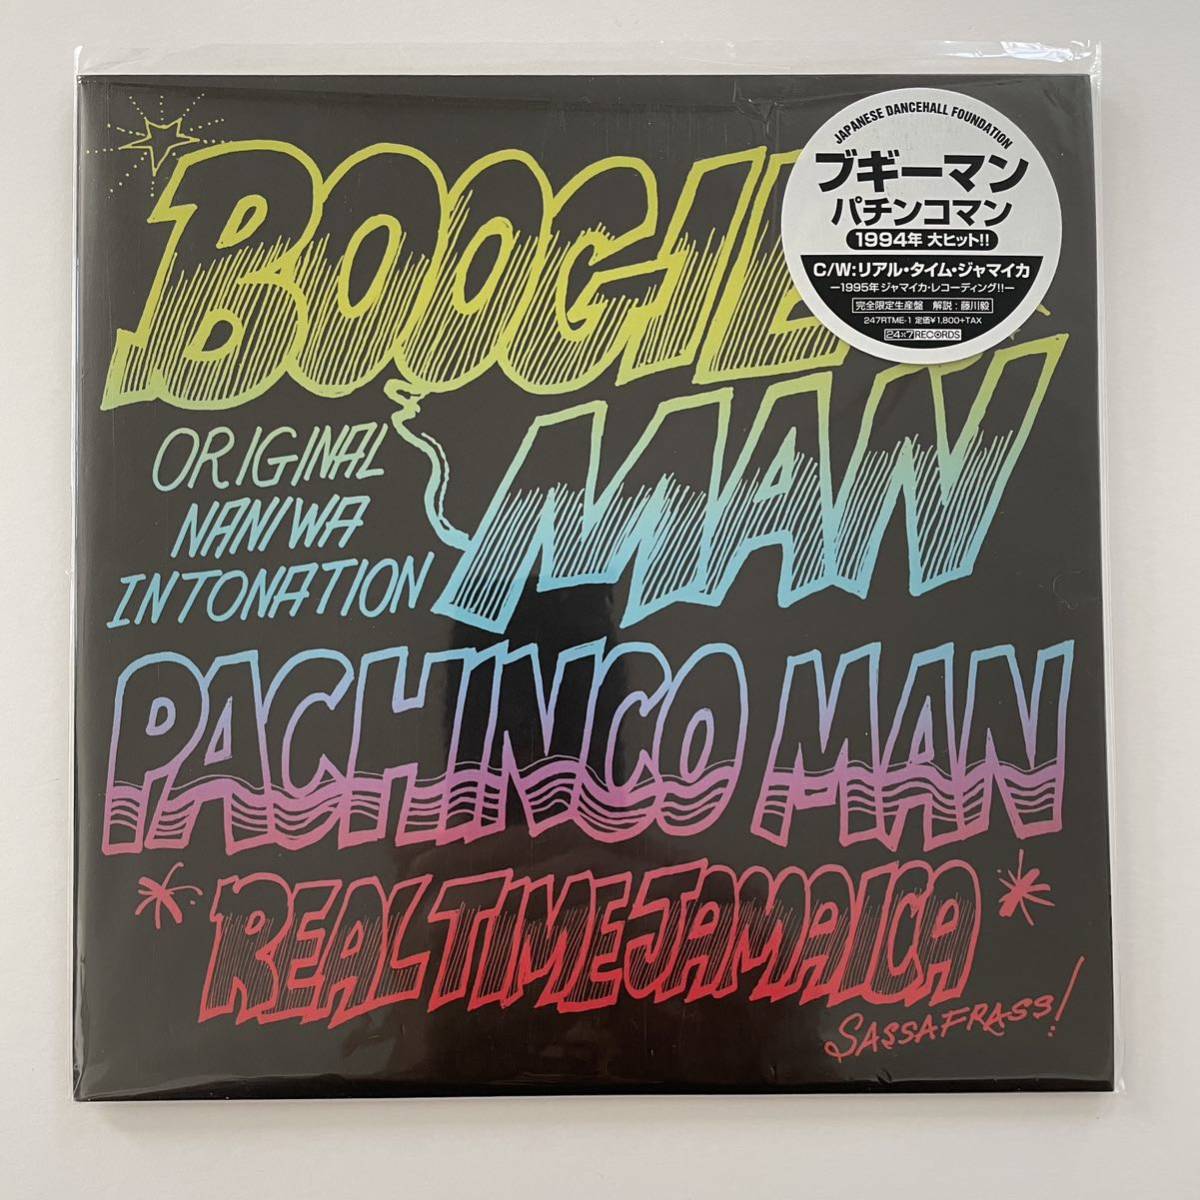 BOOGIE
MAN
ORIGINAL
NANIWA
INTONATION
PACHINCO MAN
*REAL TIME JAMAICA*
SASSAFRASS!
JAPANESE DANCEHALL FOUNDATION
ブギーマン
パチンコマン
1994年 大ヒット!!
C/W:リアル・タイム・ジャマイカ
ー1995年 ジャマイカ・レコーディング!!ー
完全限定生産盤 解説:藤川毅
247RTME-1 定価¥1,800+TAX
24×7 RECORDS